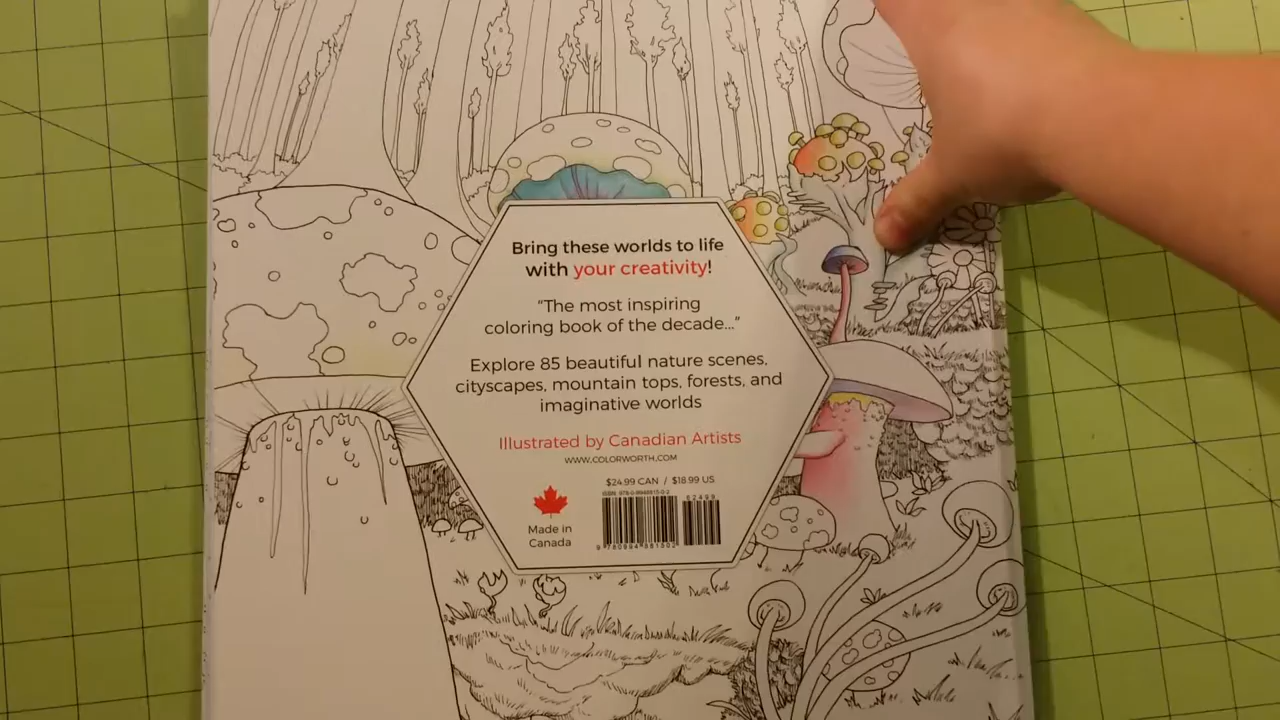 Bring these worlds to life
with your creativity!
"The most inspiring
coloring book of the decade..."
Explore 85 beautiful nature scenes,
cityscapes, mountain tops, forests, and
imaginative worlds
Illustrated by Canadian Artists
WWW.COLORWORTH.COM
$24.99 CAN / $18.99 US
62499
Made in
Canada